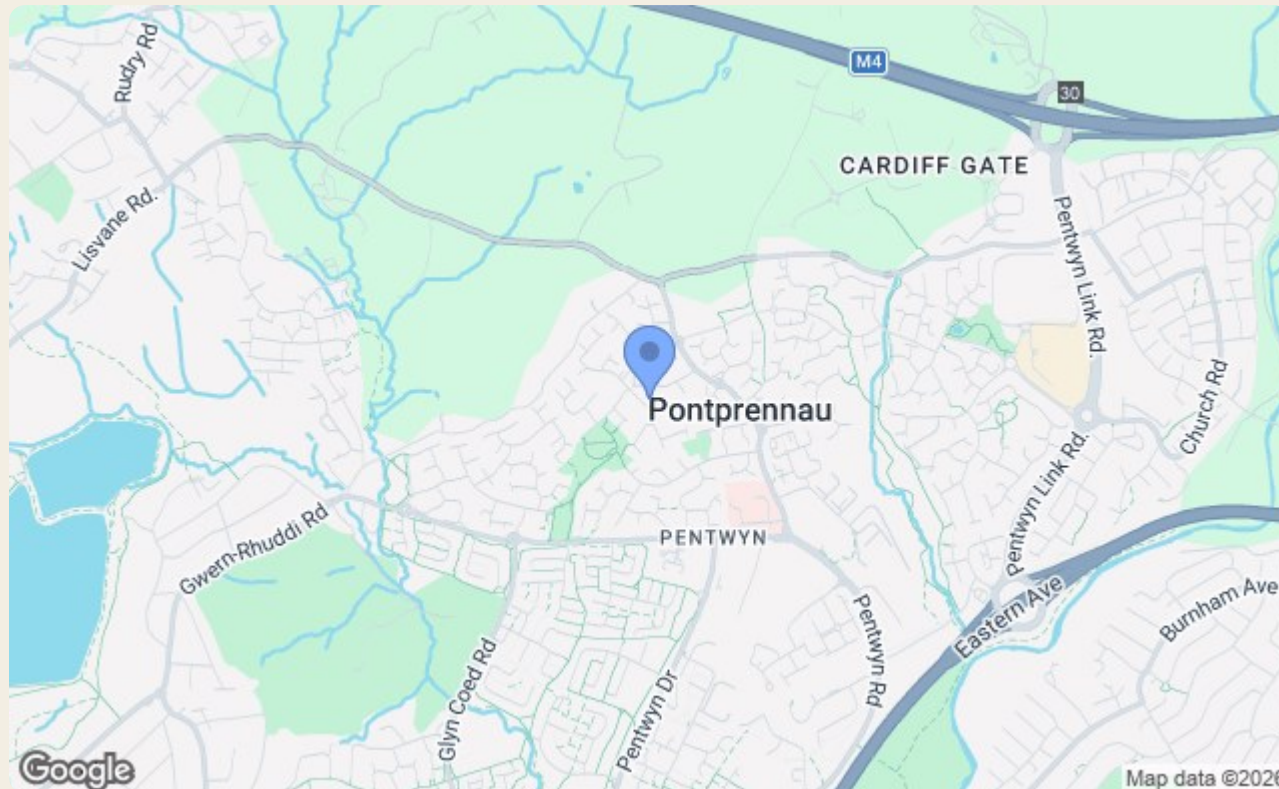 Rudry Rd
M4
30
CARDIFF GATE
Lisvane Rd.
Pentwyn Link Rd.
Pontprennau
Church Rd
Gwern-Rhuddi Rd
Pentwyn Link Rd.
PENTWYN
Eastern Ave
Burnham Ave
Glyn Coed Rd
Pentwyn Dr
Pentwyn Rd
Google
Map data ©2026